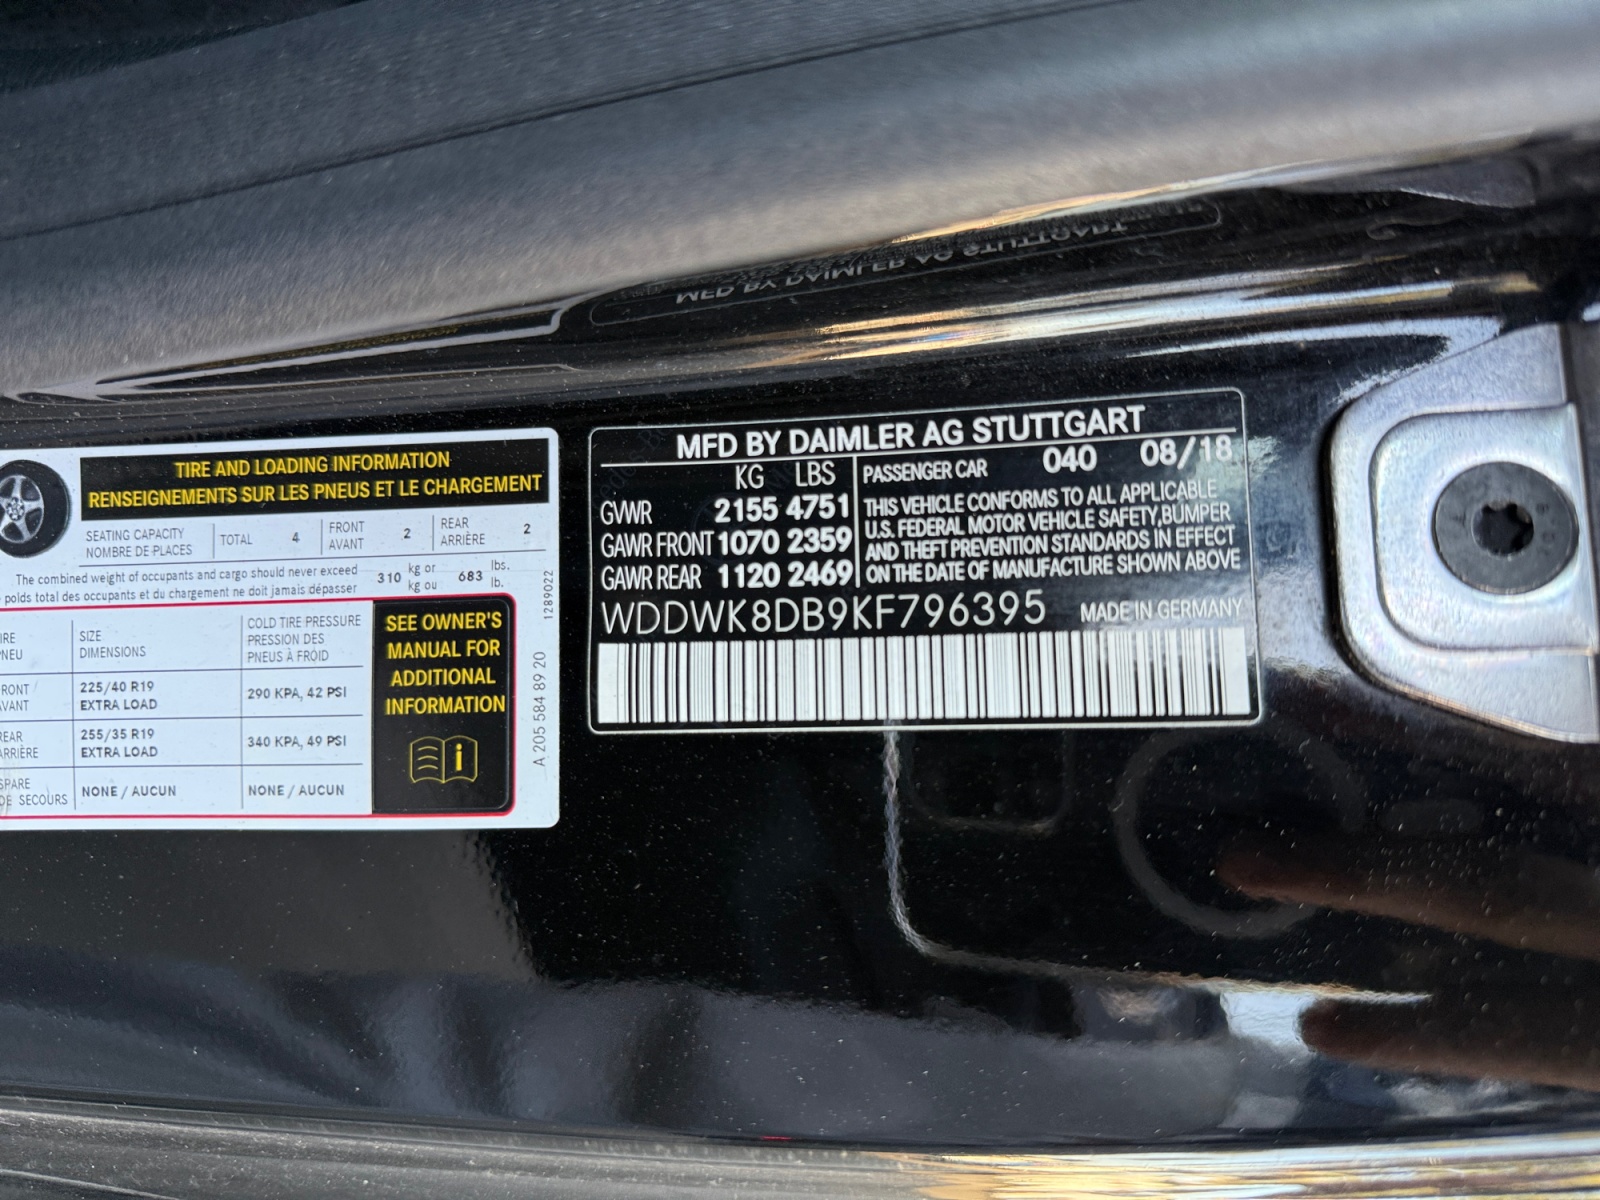 TIRE AND LOADING INFORMATION
RENSEIGNEMENTS SUR LES PNEUS ET LE CHARGEMENT
SEATING CAPACITY
NOMBRE DE PLACES
TOTAL 4
FRONT
AVANT
2
REAR
ARRIÈRE
2
The combined weight of occupants and cargo should never exceed
poids total des occupants et du chargement ne doit jamais dépasser
310 kg or
kg ou
683 lbs.
lb.
SIZE
DIMENSIONS
COLD TIRE PRESSURE
PRESSION DES
PNEUS À FROID
225/40 R19
EXTRA LOAD
290 KPA, 42 PSI
255/35 R19
EXTRA LOAD
340 KPA, 49 PSI
NONE / AUCUN
NONE / AUCUN
SEE OWNER'S
MANUAL FOR
ADDITIONAL
INFORMATION
1289022
A 205 584 89 20
MFD BY DAIMLER AG STUTTGART
KG LBS
GVWR 2155 4751
GAWR FRONT 1070 2359
GAWR REAR 1120 2469
PASSENGER CAR 040 08/18
THIS VEHICLE CONFORMS TO ALL APPLICABLE
U.S. FEDERAL MOTOR VEHICLE SAFETY,BUMPER
AND THEFT PREVENTION STANDARDS IN EFFECT
ON THE DATE OF MANUFACTURE SHOWN ABOVE
WDDWK8DB9KF796395
MADE IN GERMANY